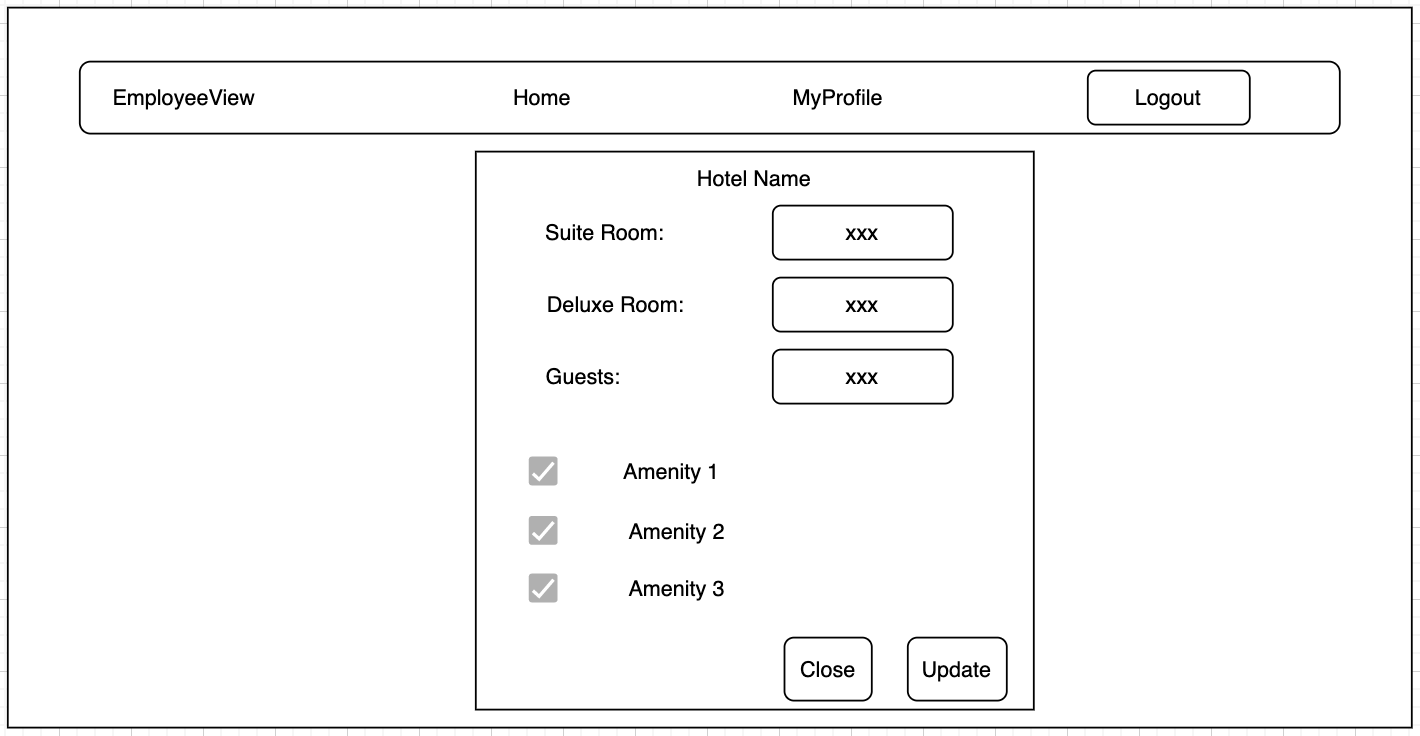 EmployeeView Home MyProfile Logout
Hotel Name
Suite Room: xxx
Deluxe Room: xxx
Guests: xxx
Amenity 1
Amenity 2
Amenity 3
Close Update